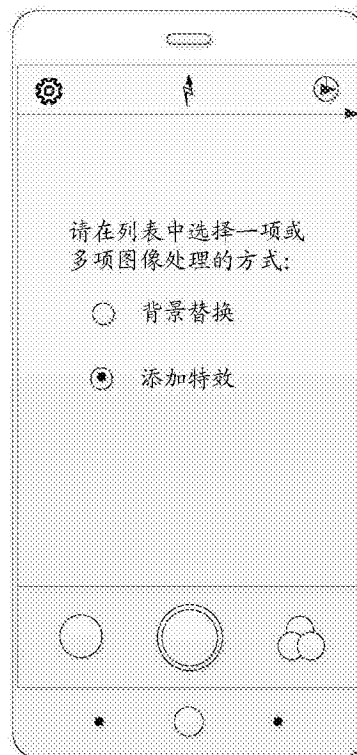 请在列表中选择一项或
多项图像处理的方式:
背景替换
添加特效